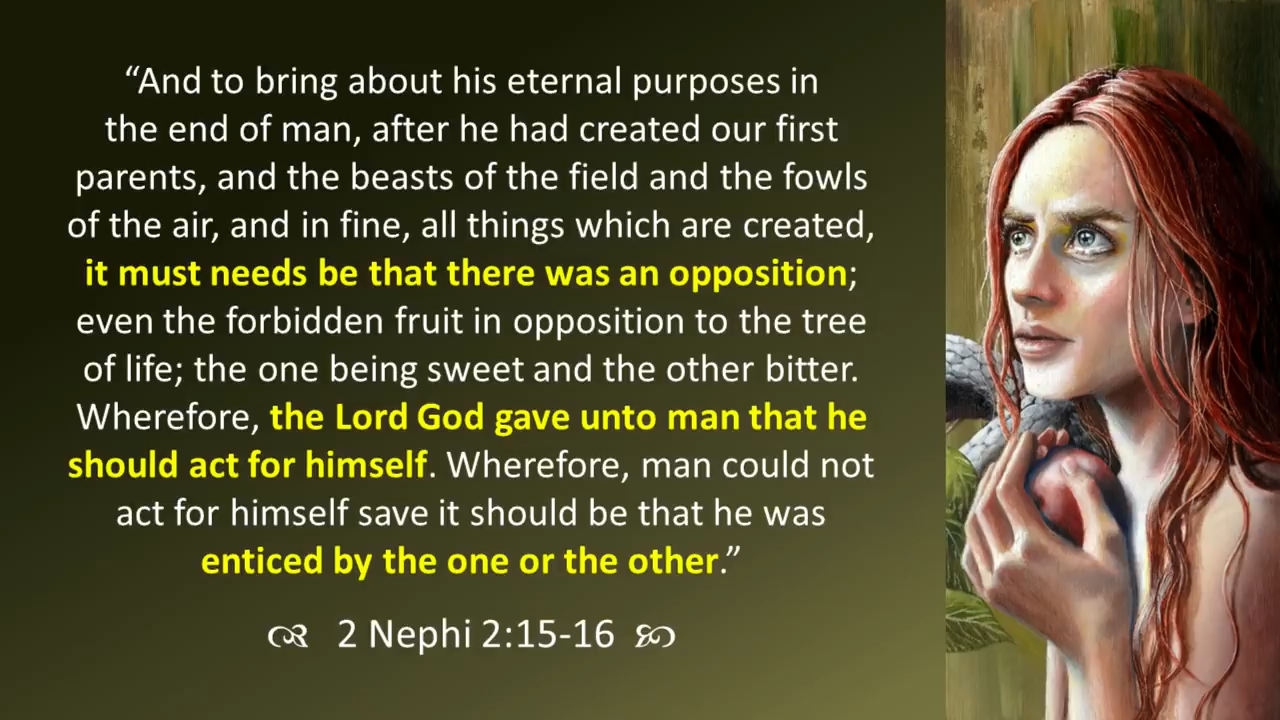 “And to bring about his eternal purposes in
the end of man, after he had created our first
parents, and the beasts of the field and the fowls
of the air, and in fine, all things which are created,
it must needs be that there was an opposition;
even the forbidden fruit in opposition to the tree
of life; the one being sweet and the other bitter.
Wherefore, the Lord God gave unto man that he
should act for himself. Wherefore, man could not
act for himself save it should be that he was
enticed by the one or the other.”
2 Nephi 2:15-16